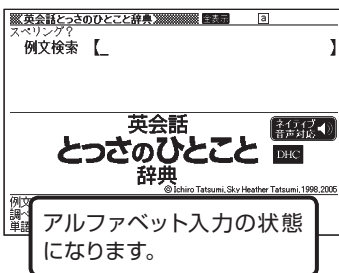 英会話とっさのひとこと辞典 全表示 a
スペリング？
例文検索 【_ 】
英会話
とっさのひとこと
辞典
ネイティブ
音声対応
DHC
© Ichiro Tatsumi, Sky Heather Tatsumi, 1998, 2005
例文
調べ
単語
アルファベット入力の状態
になります。